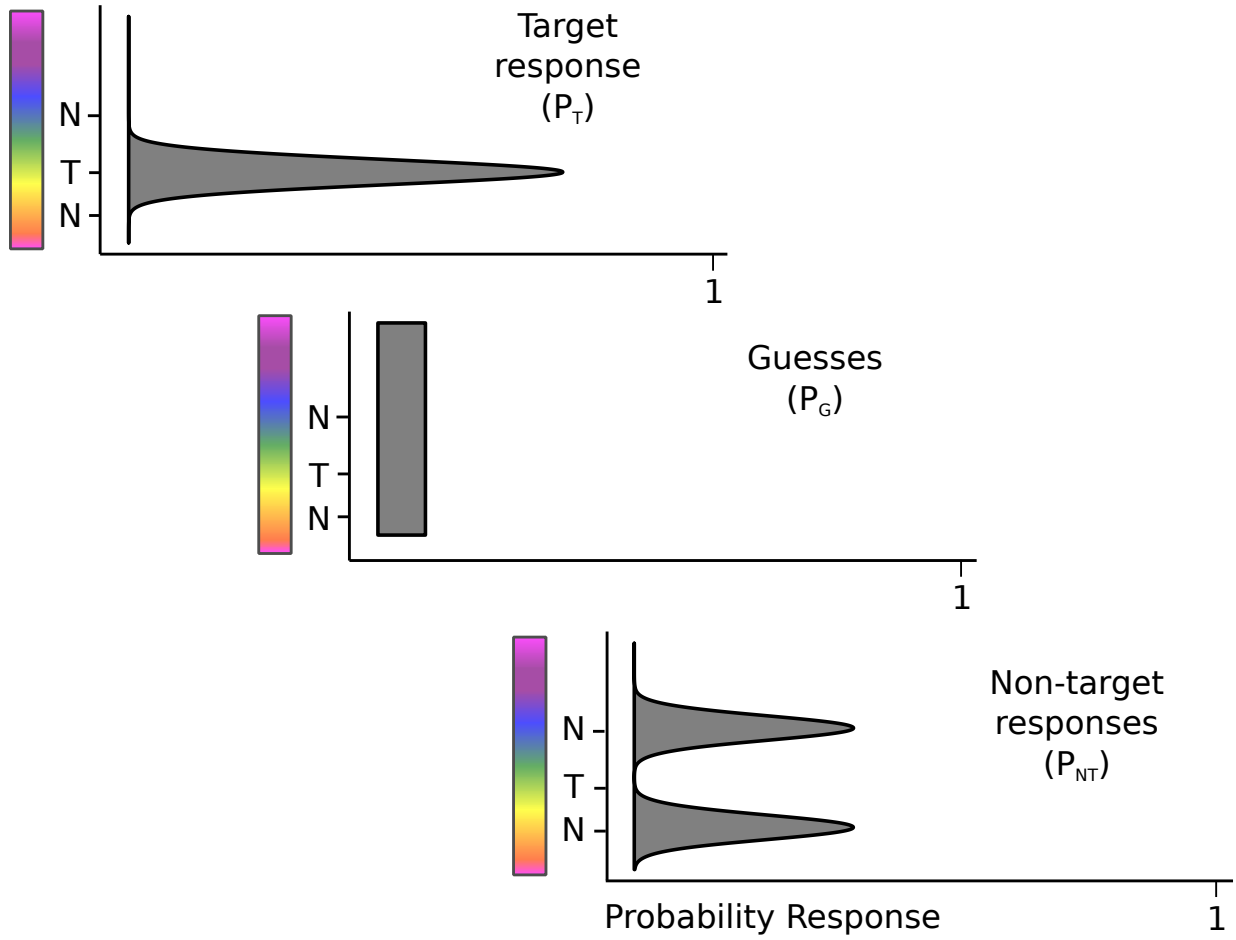 Target
response
(P_T)
N
T
N
1
Guesses
(P_G)
N
T
N
1
Non-target
responses
(P_NT)
N
T
N
Probability Response
1